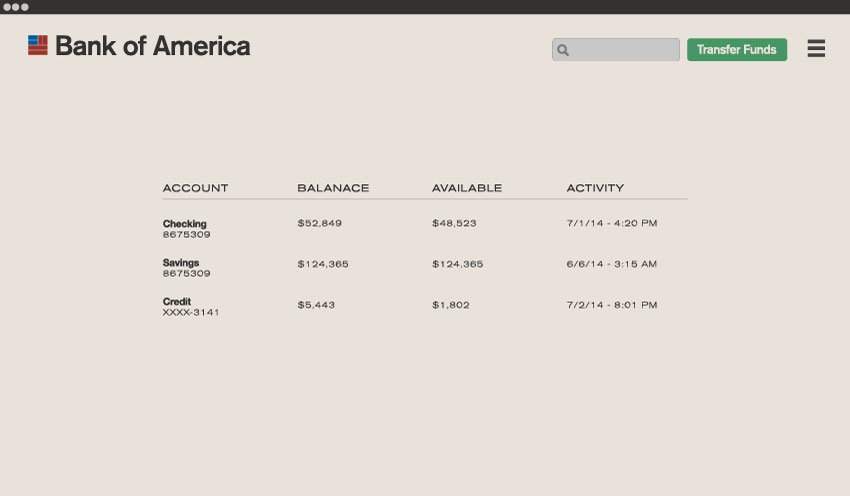 Bank of America
Transfer Funds
ACCOUNT BALANACE AVAILABLE ACTIVITY
Checking $52,849 $48,523 7/1/14 - 4:20 PM
8675309
Savings $124,365 $124,365 6/6/14 - 3:15 AM
8675309
Credit $5,443 $1,802 7/2/14 - 8:01 PM
XXXX-3141